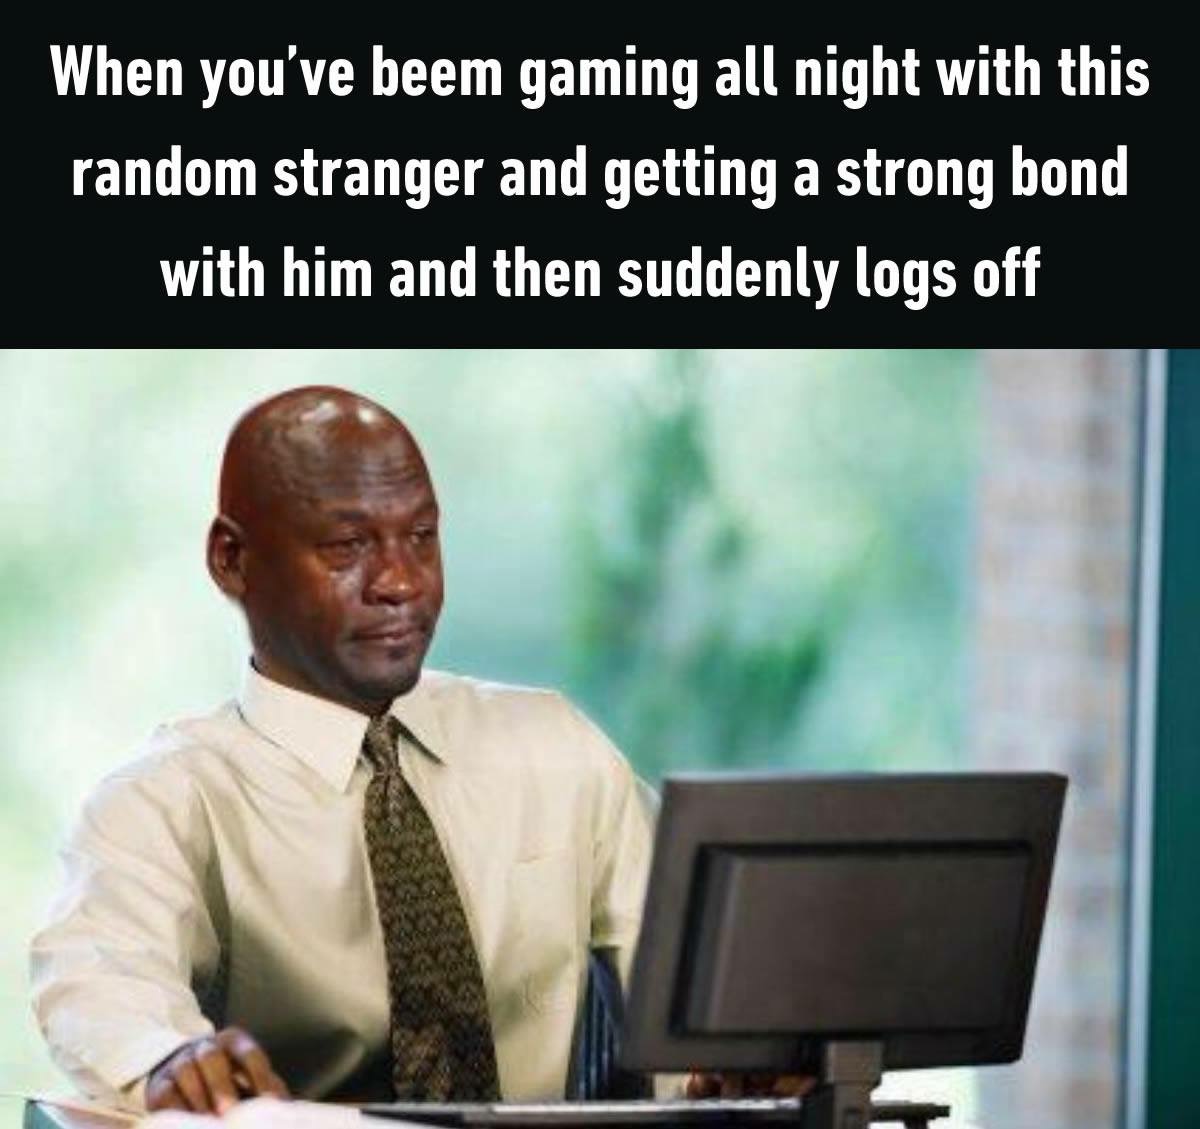 When you’ve beem gaming all night with this
random stranger and getting a strong bond
with him and then suddenly logs off